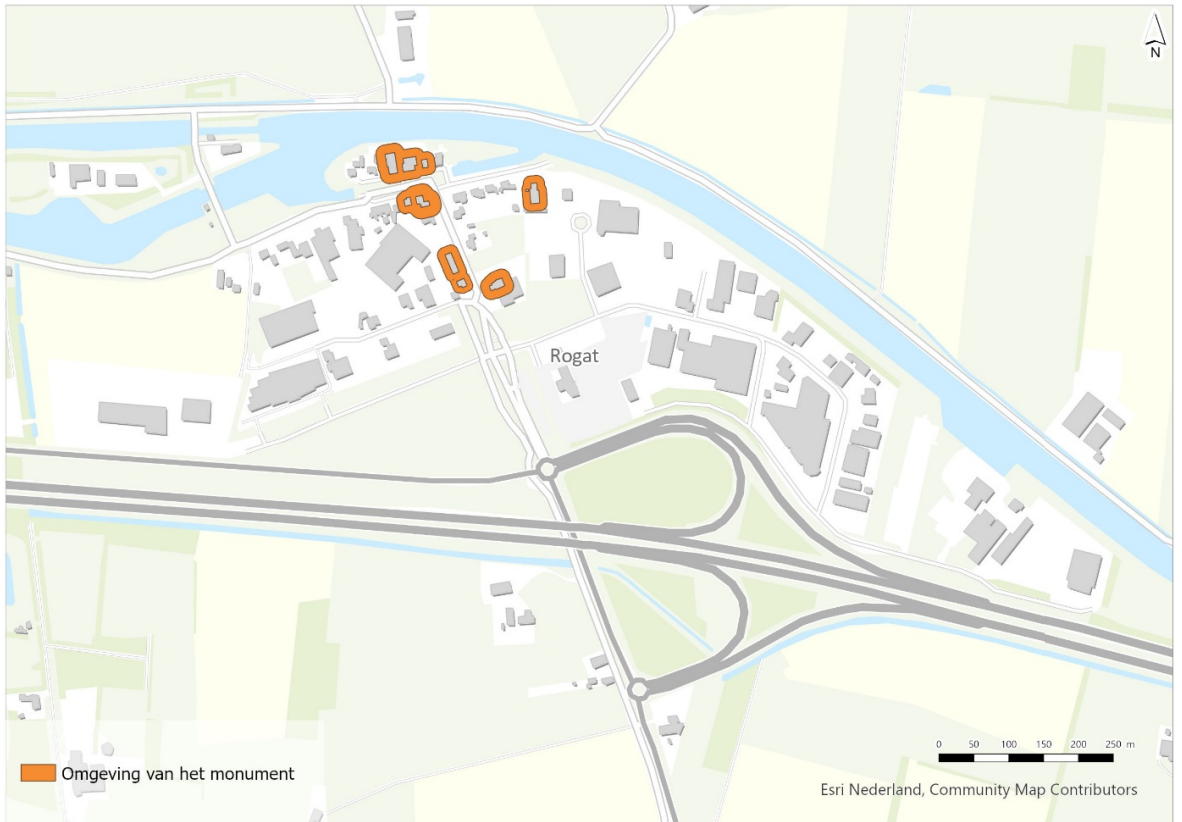 N
Rogat
Omgeving van het monument
0 50 100 150 200 250 m
Esri Nederland, Community Map Contributors